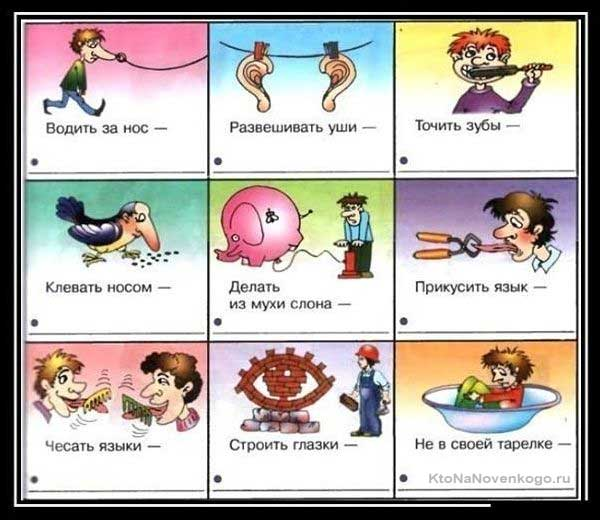 Водить за нос —
Развешивать уши —
Точить зубы —
Клевать носом —
Делать
из мухи слона —
Прикусить язык —
Чесать языки —
Строить глазки —
Не в своей тарелке —
KtoNaNovenkogo.ru